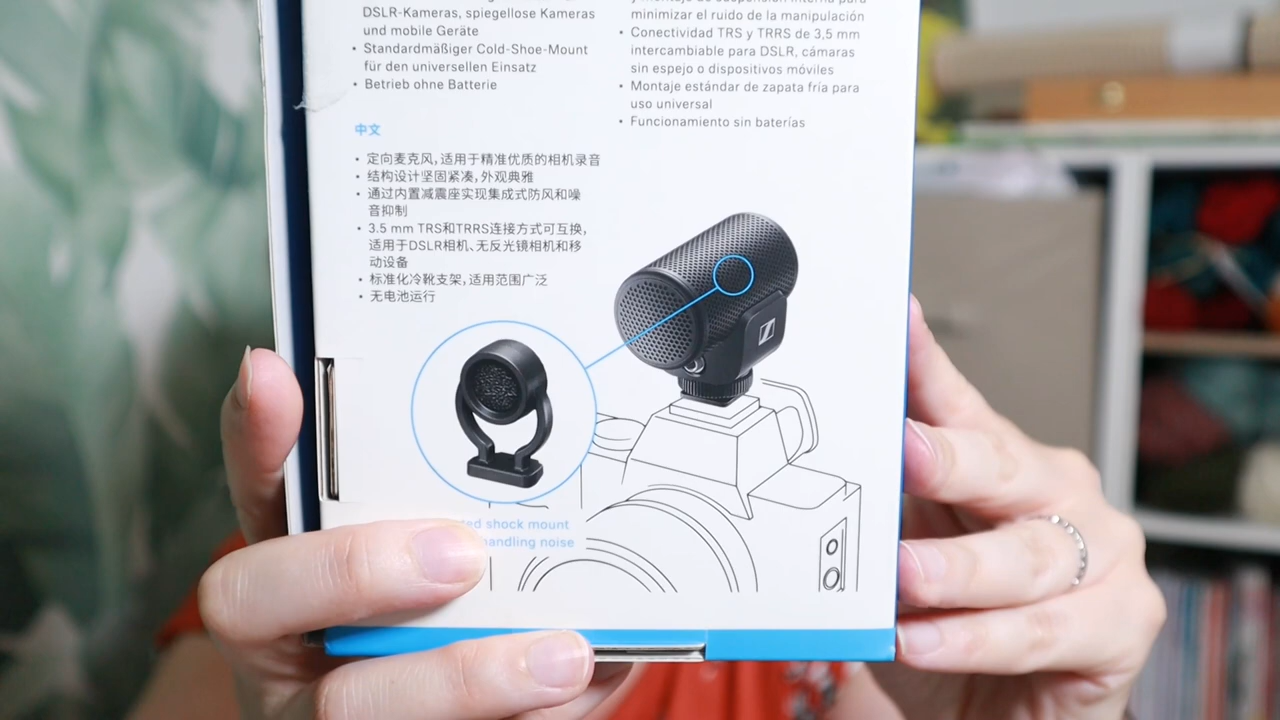 DSLR-Kameras, spiegellose Kameras
und mobile Geräte
• Standardmäßiger Cold-Shoe-Mount
für den universellen Einsatz
• Betrieb ohne Batterie
中文
• 定向麦克风，适用于精准优质的相机录音
• 结构设计坚固紧凑，外观典雅
• 通过内置减震座实现集成式防风和噪
音抑制
• 3.5 mm TRS和TRRS连接方式可互换，
适用于DSLR相机、无反光镜相机和移
动设备
• 标准化冷靴支架，适用范围广泛
• 无电池运行
y montaje de suspensión interna para
minimizar el ruido de la manipulación
• Conectividad TRS y TRRS de 3,5 mm
intercambiable para DSLR, cámaras
sin espejo o dispositivos móviles
• Montaje estándar de zapata fría para
uso universal
• Funcionamiento sin baterías
shock mount
handling noise